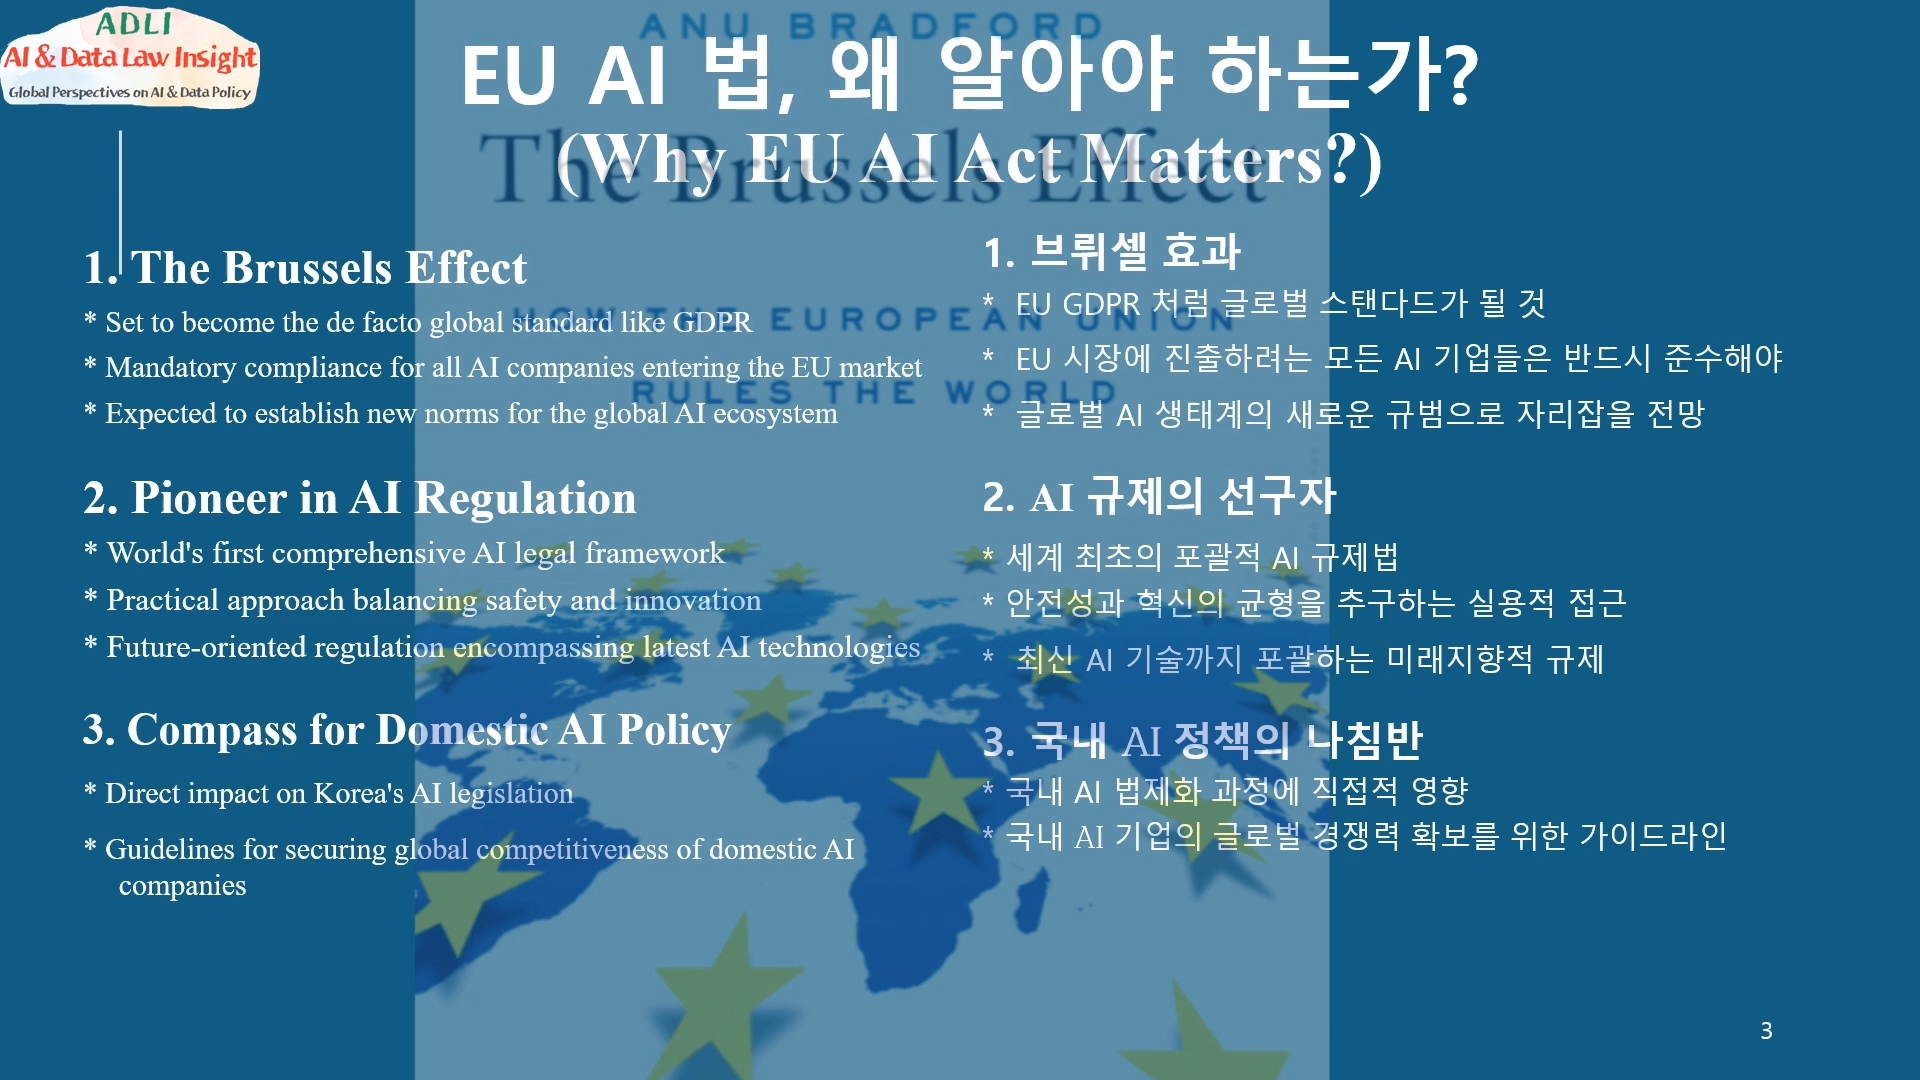 ADLI
AI & Data Law Insight
Global Perspectives on AI & Data Policy
ANU BRADFORD
EU AI 법, 왜 알아야 하는가?
(Why EU AI Act Matters?)
The Brussels Effect
HOW THE EUROPEAN UNION
RULES THE WORLD
1. The Brussels Effect
* Set to become the de facto global standard like GDPR
* Mandatory compliance for all AI companies entering the EU market
* Expected to establish new norms for the global AI ecosystem
2. Pioneer in AI Regulation
* World's first comprehensive AI legal framework
* Practical approach balancing safety and innovation
* Future-oriented regulation encompassing latest AI technologies
3. Compass for Domestic AI Policy
* Direct impact on Korea's AI legislation
* Guidelines for securing global competitiveness of domestic AI
companies
1. 브뤼셀 효과
* EU GDPR 처럼 글로벌 스탠다드가 될 것
* EU 시장에 진출하려는 모든 AI 기업들은 반드시 준수해야
* 글로벌 AI 생태계의 새로운 규범으로 자리잡을 전망
2. AI 규제의 선구자
* 세계 최초의 포괄적 AI 규제법
* 안전성과 혁신의 균형을 추구하는 실용적 접근
* 최신 AI 기술까지 포괄하는 미래지향적 규제
3. 국내 AI 정책의 나침반
* 국내 AI 법제화 과정에 직접적 영향
* 국내 AI 기업의 글로벌 경쟁력 확보를 위한 가이드라인
3